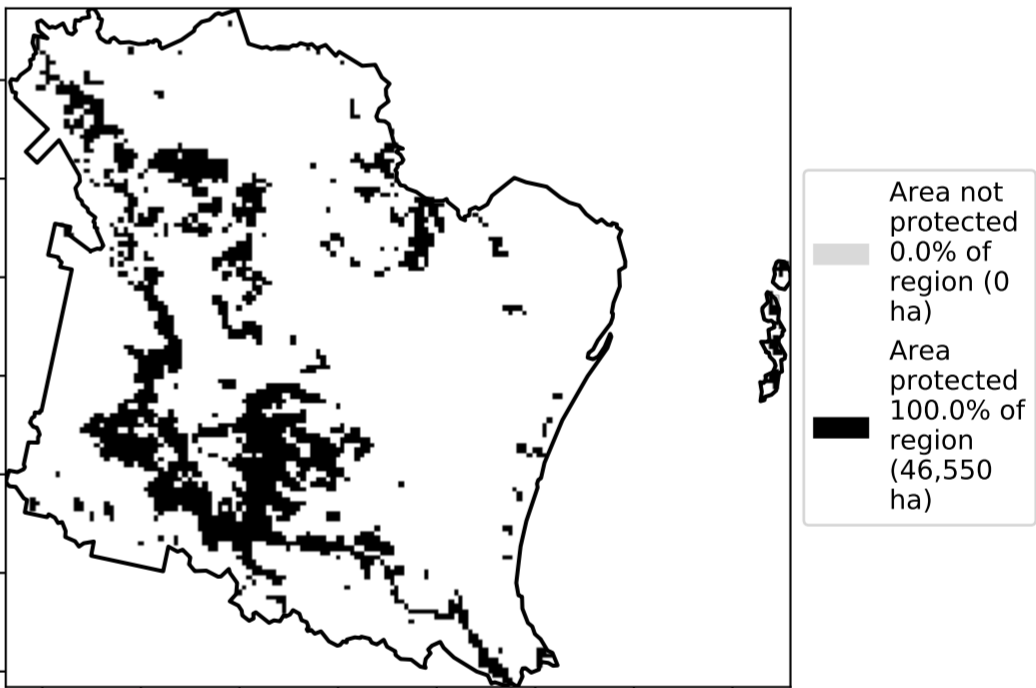 Area not
protected
0.0% of
region (0
ha)
Area
protected
100.0% of
region
(46,550
ha)